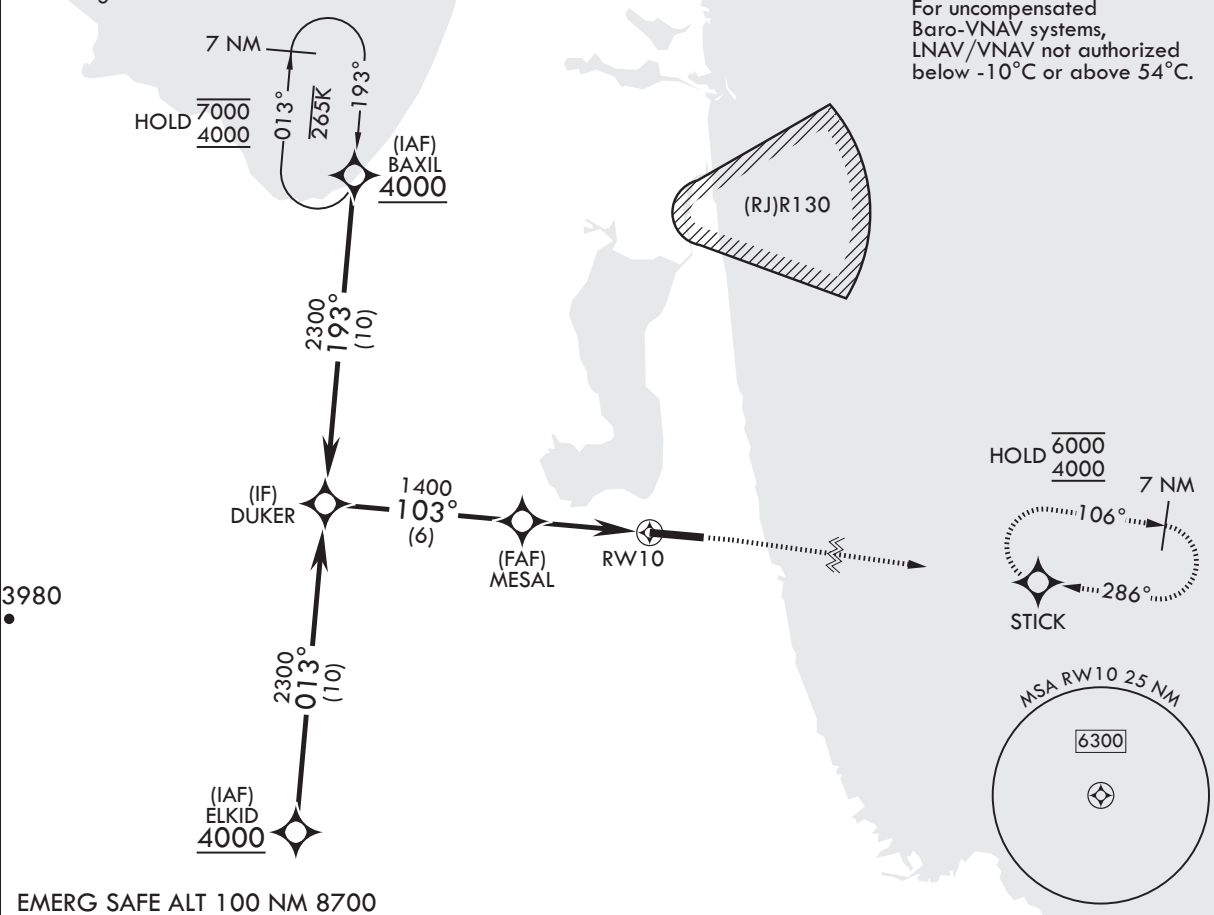 For uncompensated
Baro-VNAV systems,
LNAV/VNAV not authorized
below -10°C or above 54°C.
7 NM
HOLD 7000
4000
013°
265K
193°
(IAF)
BAXIL
4000
(RJ)R130
2300
193°
(10)
HOLD 6000
4000
7 NM
106°
286°
STICK
(IF)
DUKER
1400
103°
(6)
(FAF)
MESAL
RW10
3980
2300
013°
(10)
MSA RW10 25 NM
6300
(IAF)
ELKID
4000
EMERG SAFE ALT 100 NM 8700